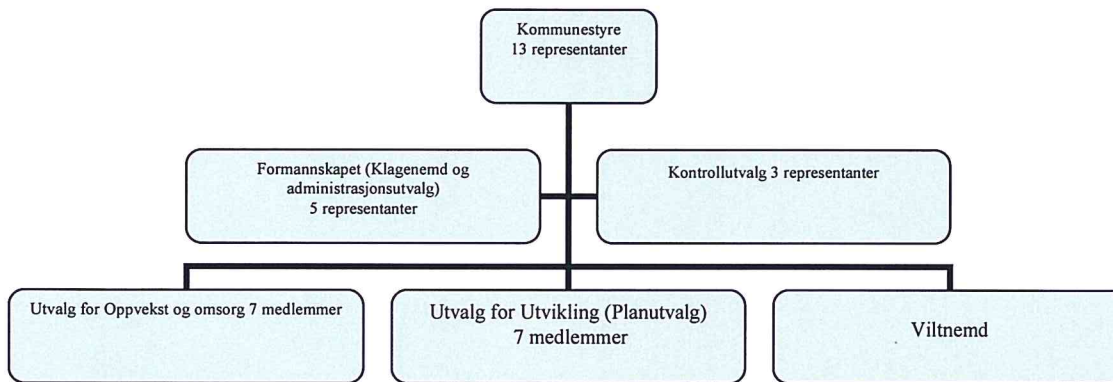 Kommunestyre
13 representanter
Formannskapet (Klagenemd og
administrasjonsutvalg)
5 representanter
Kontrollutvalg 3 representanter
Utvalg for Oppvekst og omsorg 7 medlemmer
Utvalg for Utvikling (Planutvalg)
7 medlemmer
Viltnemd